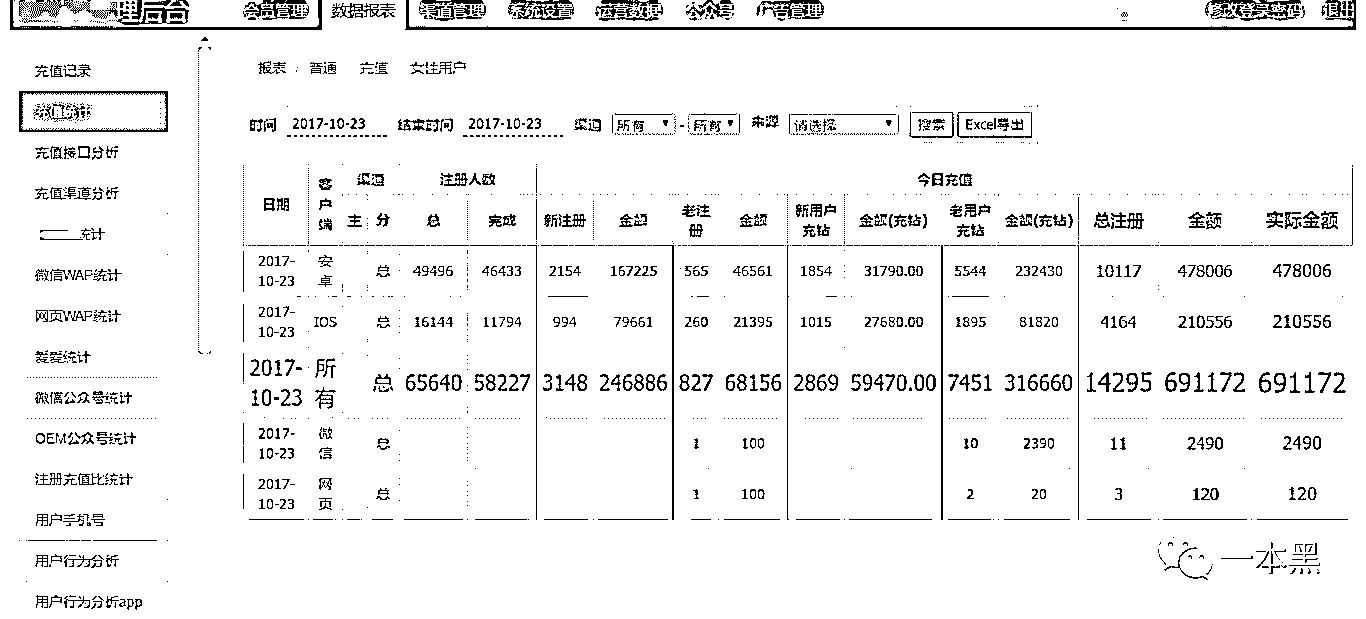 理后台 会员管理 数据报表 渠道管理 系统设置 运营数据 公众号 广告管理 修改登录密码 退出
充值记录
充值统计
充值接口分析
充值渠道分析
统计
微信WAP统计
网页WAP统计
爱爱统计
微信公众号统计
OEM公众号统计
注册充值比统计
用户手机号
用户行为分析
用户行为分析app
报表 / 普通 充值 女性用户
时间 2017-10-23 结束时间 2017-10-23 渠道 所有 - 所有 来源 请选择 搜索 Excel导出
日期 客户端 渠道 注册人数 今日充值
主 分 总 完成 新注册 金额 老注册 金额 新用户充钻 金额(充钻) 老用户充钻 金额(充钻) 总注册 金额 实际金额
2017-10-23 安卓 总 49496 46433 2154 167225 565 46561 1854 31790.00 5544 232430 10117 478006 478006
2017-10-23 IOS 总 16144 11794 994 79661 260 21395 1015 27680.00 1895 81820 4164 210556 210556
2017-10-23 所有 总 65640 58227 3148 246886 827 68156 2869 59470.00 7451 316660 14295 691172 691172
2017-10-23 微信 总 1 100 10 2390 11 2490 2490
2017-10-23 网页 总 1 100 2 20 3 120 120
一本黑